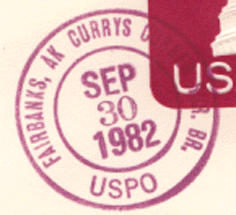 FAIRBANKS, AK CURRYS
R. BR.
SEP
30
1982
USPO
US